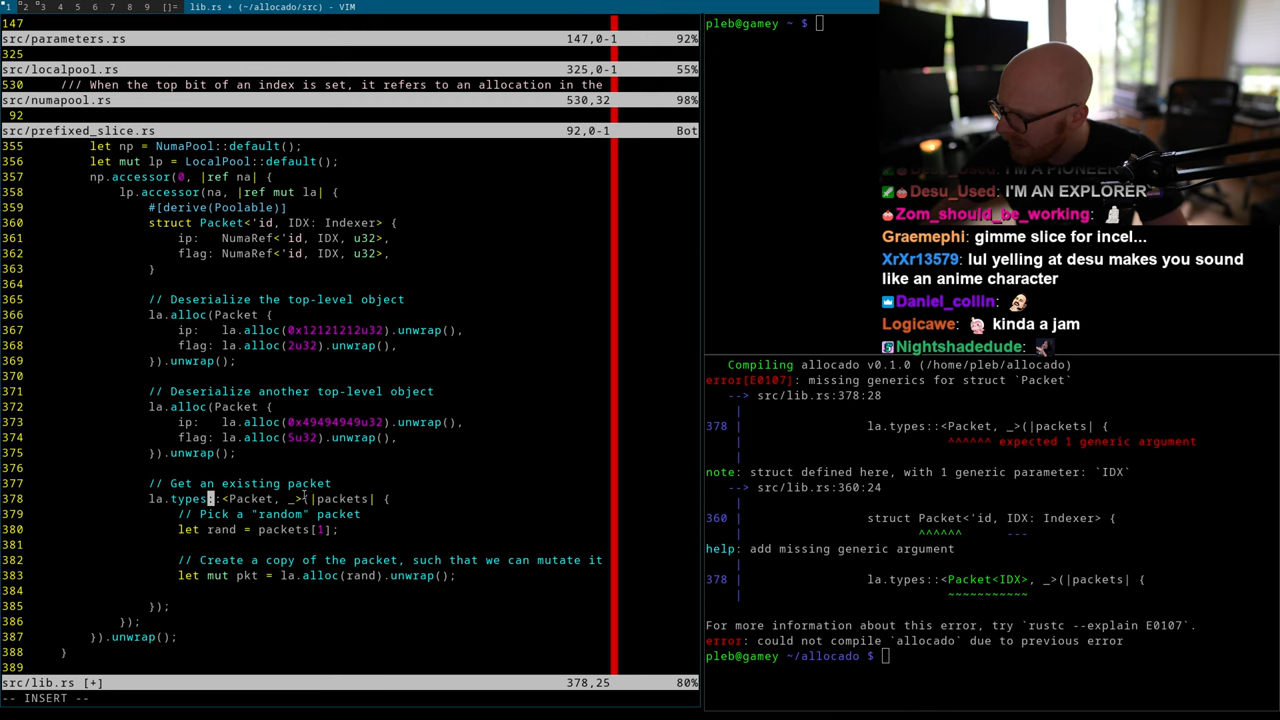 1 2 3 4 5 6 7 8 9 []= lib.rs + (~/allocado/src) - VIM
147
src/parameters.rs 147,0-1 92%
325
src/localpool.rs 325,0-1 55%
530 /// When the top bit of an index is set, it refers to an allocation in the
src/numapool.rs 530,32 98%
92
src/prefixed_slice.rs 92,0-1 Bot
355 let np = NumaPool::default();
356 let mut lp = LocalPool::default();
357 np.accessor(0, |ref na| {
358 lp.accessor(na, |ref mut la| {
359 #[derive(Poolable)]
360 struct Packet<'id, IDX: Indexer> {
361 ip: NumaRef<'id, IDX, u32>,
362 flag: NumaRef<'id, IDX, u32>,
363 }
364
365 // Deserialize the top-level object
366 la.alloc(Packet {
367 ip: la.alloc(0x12121212u32).unwrap(),
368 flag: la.alloc(2u32).unwrap(),
369 }).unwrap();
370
371 // Deserialize another top-level object
372 la.alloc(Packet {
373 ip: la.alloc(0x49494949u32).unwrap(),
374 flag: la.alloc(5u32).unwrap(),
375 }).unwrap();
376
377 // Get an existing packet
378 la.types::<Packet, _>(|packets| {
379 // Pick a "random" packet
380 let rand = packets[1];
381
382 // Create a copy of the packet, such that we can mutate it
383 let mut pkt = la.alloc(rand).unwrap();
384
385 });
386 });
387 }).unwrap();
388 }
389
src/lib.rs [+] 378,25 80%
-- INSERT --
pleb@gamey ~ $
Desu_Used: I'M A PIONEER
Desu_Used: I'M AN EXPLORER
Zom_should_be_working:
Graemephi: gimme slice for incel...
XrXr13579: lul yelling at desu makes you sound
like an anime character
Daniel_collin:
Logicawe: kinda a jam
Nightshadedude:
Compiling allocado v0.1.0 (/home/pleb/allocado)
error[E0107]: missing generics for struct `Packet`
--> src/lib.rs:378:28
|
378 | la.types::<Packet, _>(|packets| {
| ^^^^^^ expected 1 generic argument
|
note: struct defined here, with 1 generic parameter: `IDX`
--> src/lib.rs:360:24
|
360 | struct Packet<'id, IDX: Indexer> {
| ^^^^^^ ---
help: add missing generic argument
|
378 | la.types::<Packet<IDX>, _>(|packets| {
| ~~~~~~~~~~~
For more information about this error, try `rustc --explain E0107`.
error: could not compile `allocado` due to previous error
pleb@gamey ~/allocado $